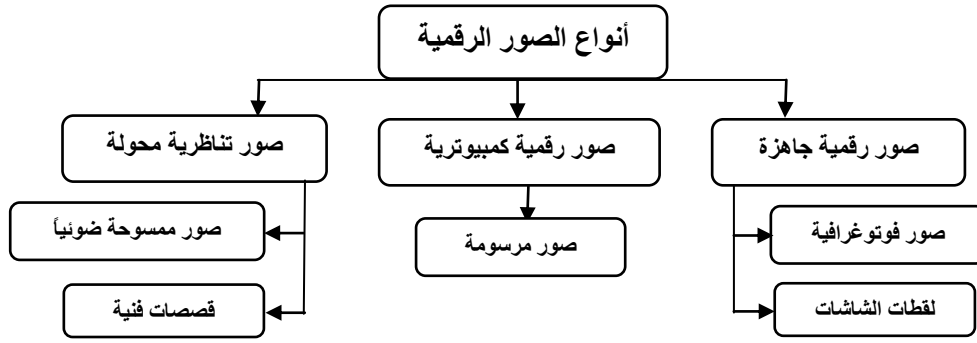 أنواع الصور الرقمية
صور رقمية جاهزة
صور رقمية كمبيوترية
صور تناظرية محولة
صور فوتوغرافية
صور مرسومة
صور ممسوحة ضوئياً
لقطات الشاشات
قصصات فنية